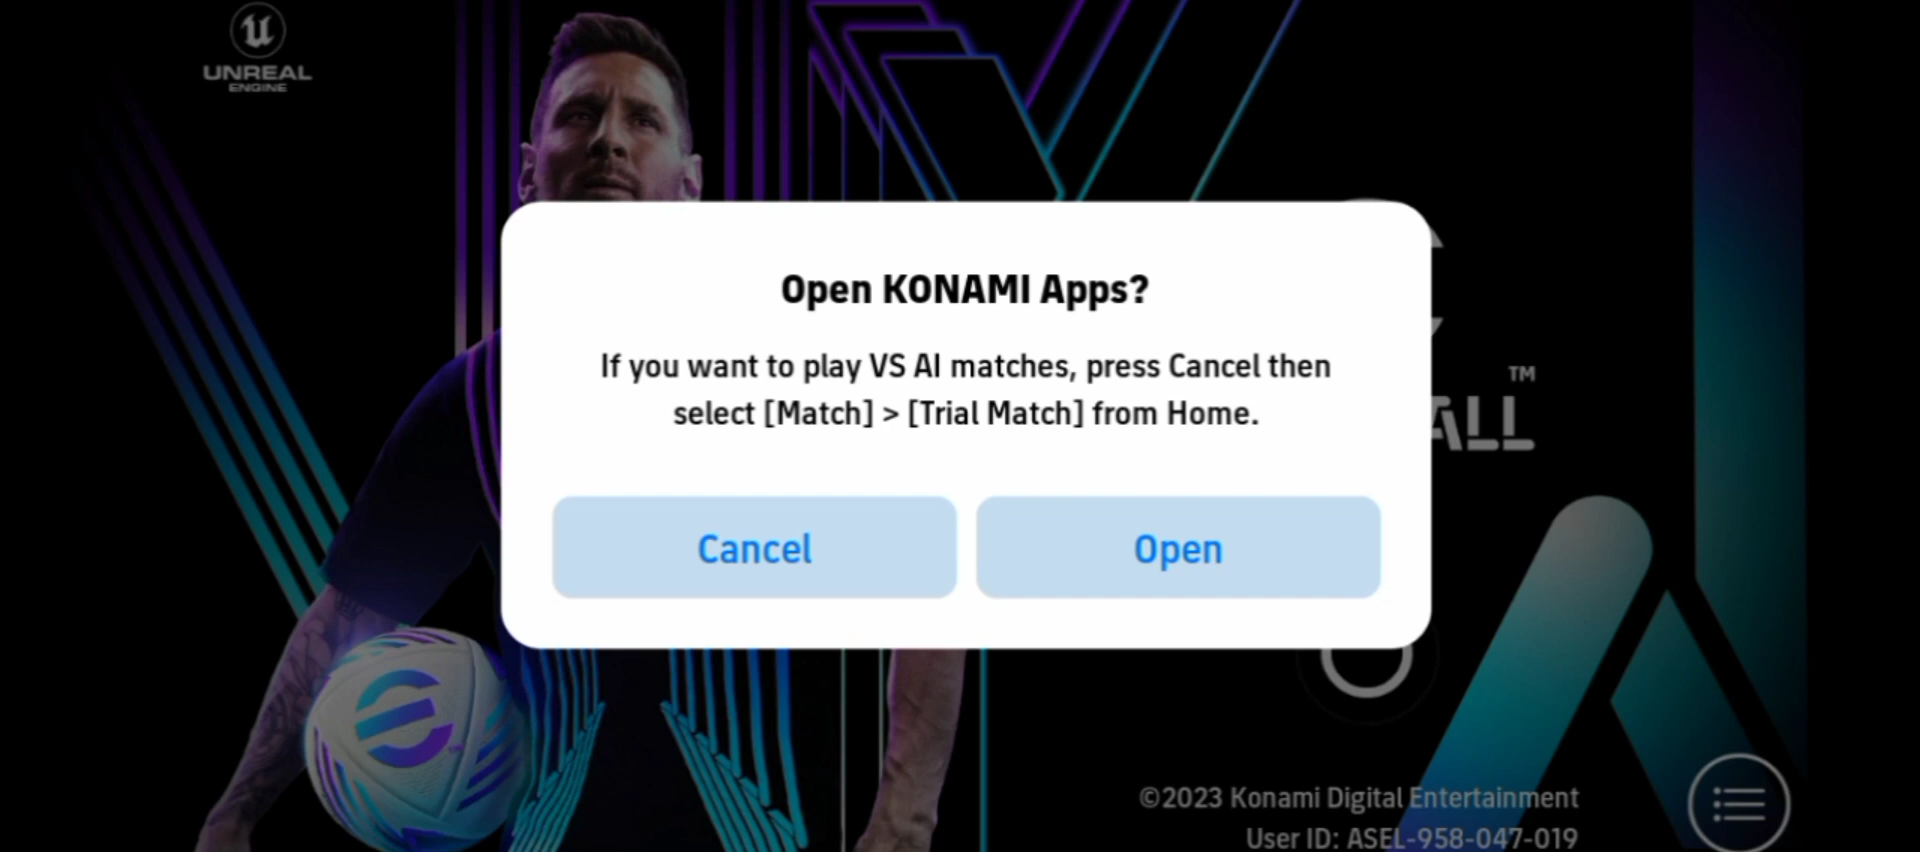 UNREAL
ENGINE
Open KONAMI Apps?
If you want to play VS AI matches, press Cancel then
select [Match] > [Trial Match] from Home.
TM
ALL
Cancel
Open
©2023 Konami Digital Entertainment
User ID: ASEL-958-047-019